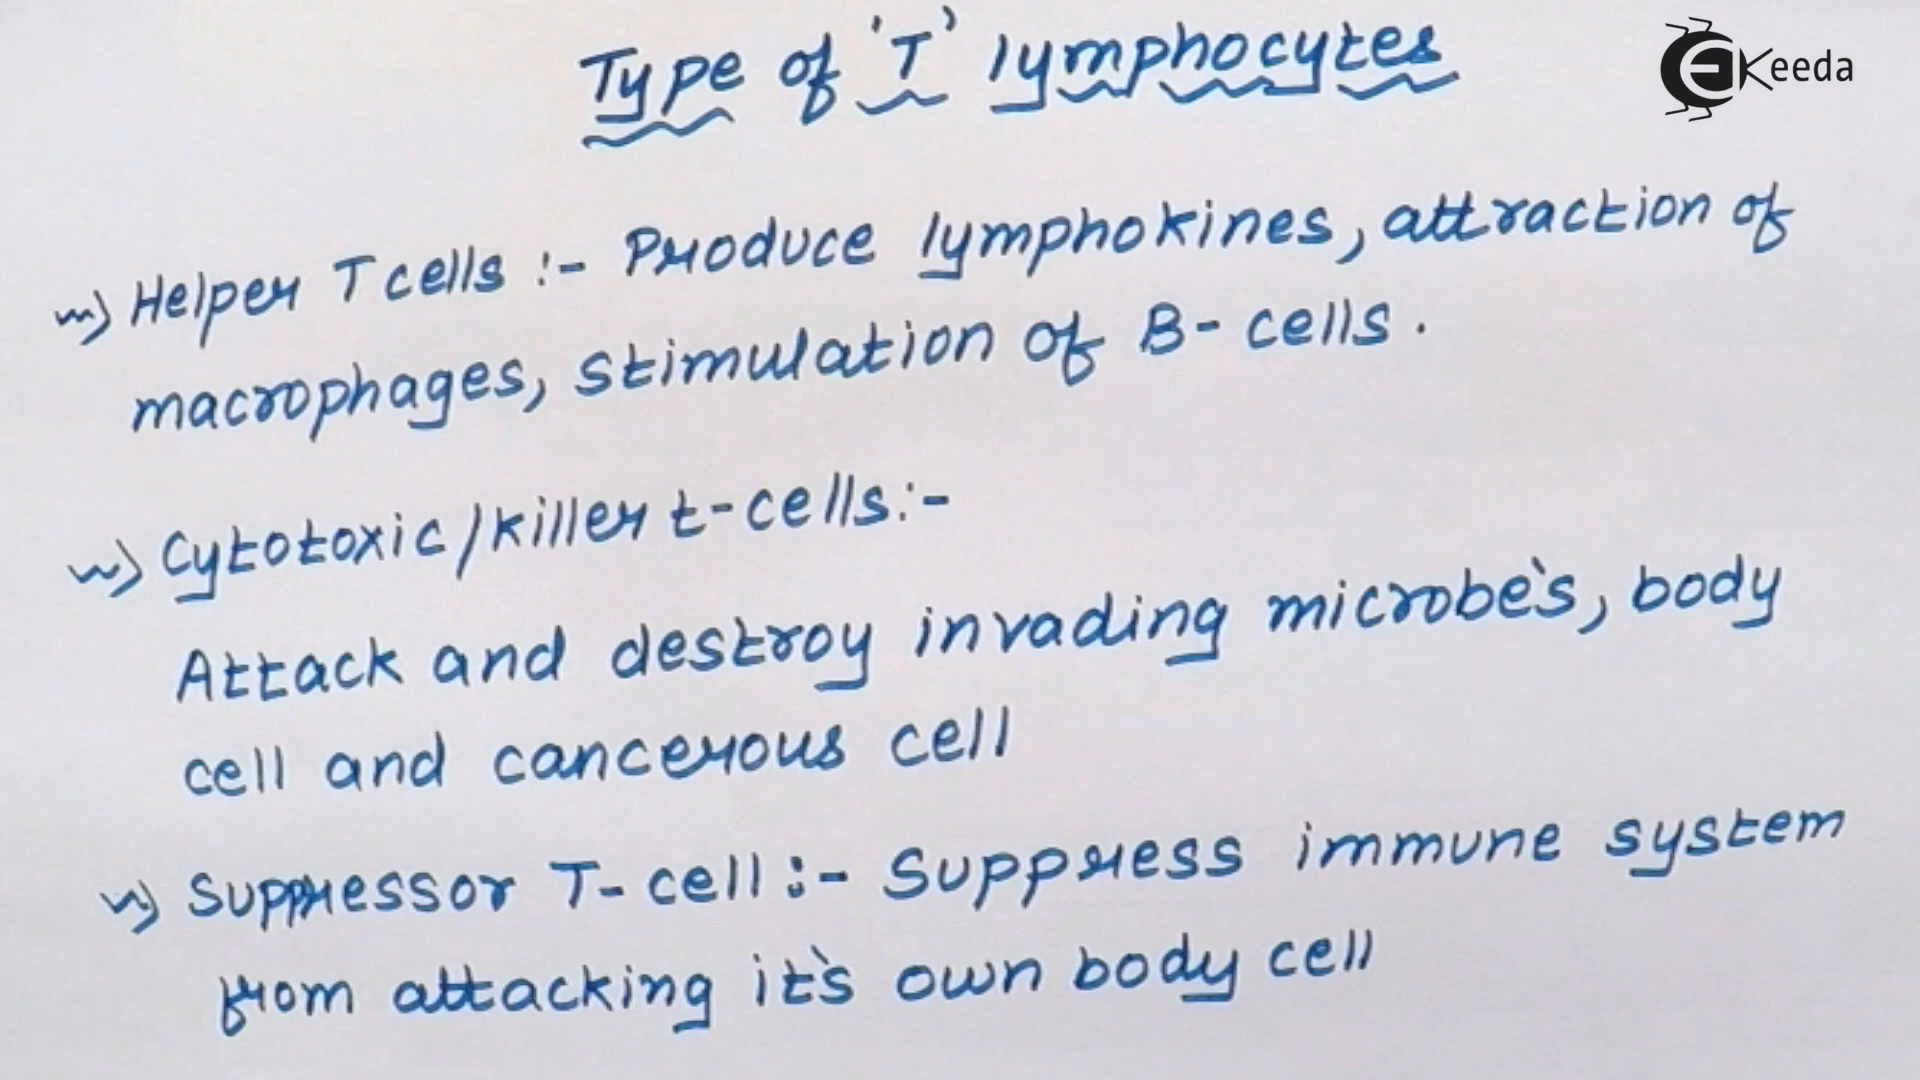 Type of 'T' lymphocytes
EKeeda
⇝ Helper T cells :- Produce lymphokines, attraction of
macrophages, stimulation of B- cells.
⇝ Cytotoxic/killer t-cells:-
Attack and destroy invading microbe's, body
cell and cancerous cell
⇝ Suppressor T-cell :- Suppress immune system
from attacking it's own body cell